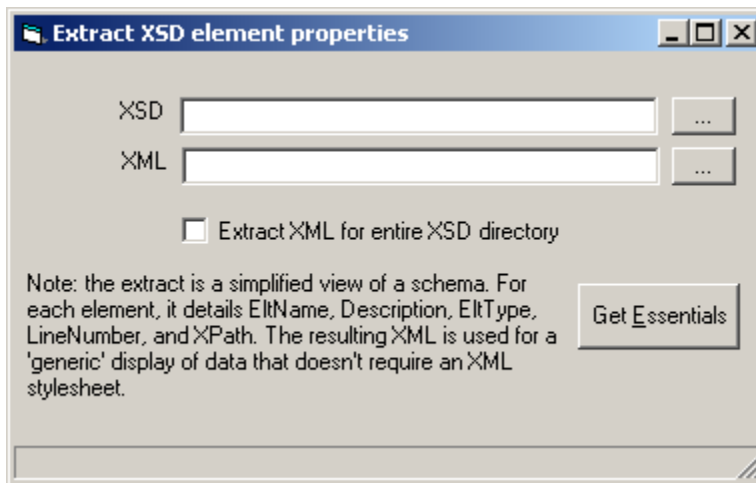 Extract XSD element properties
XSD
...
XML
...
Extract XML for entire XSD directory
Note: the extract is a simplified view of a schema. For
each element, it details EltName, Description, EltType,
LineNumber, and XPath. The resulting XML is used for a
'generic' display of data that doesn't require an XML
stylesheet.
Get Essentials